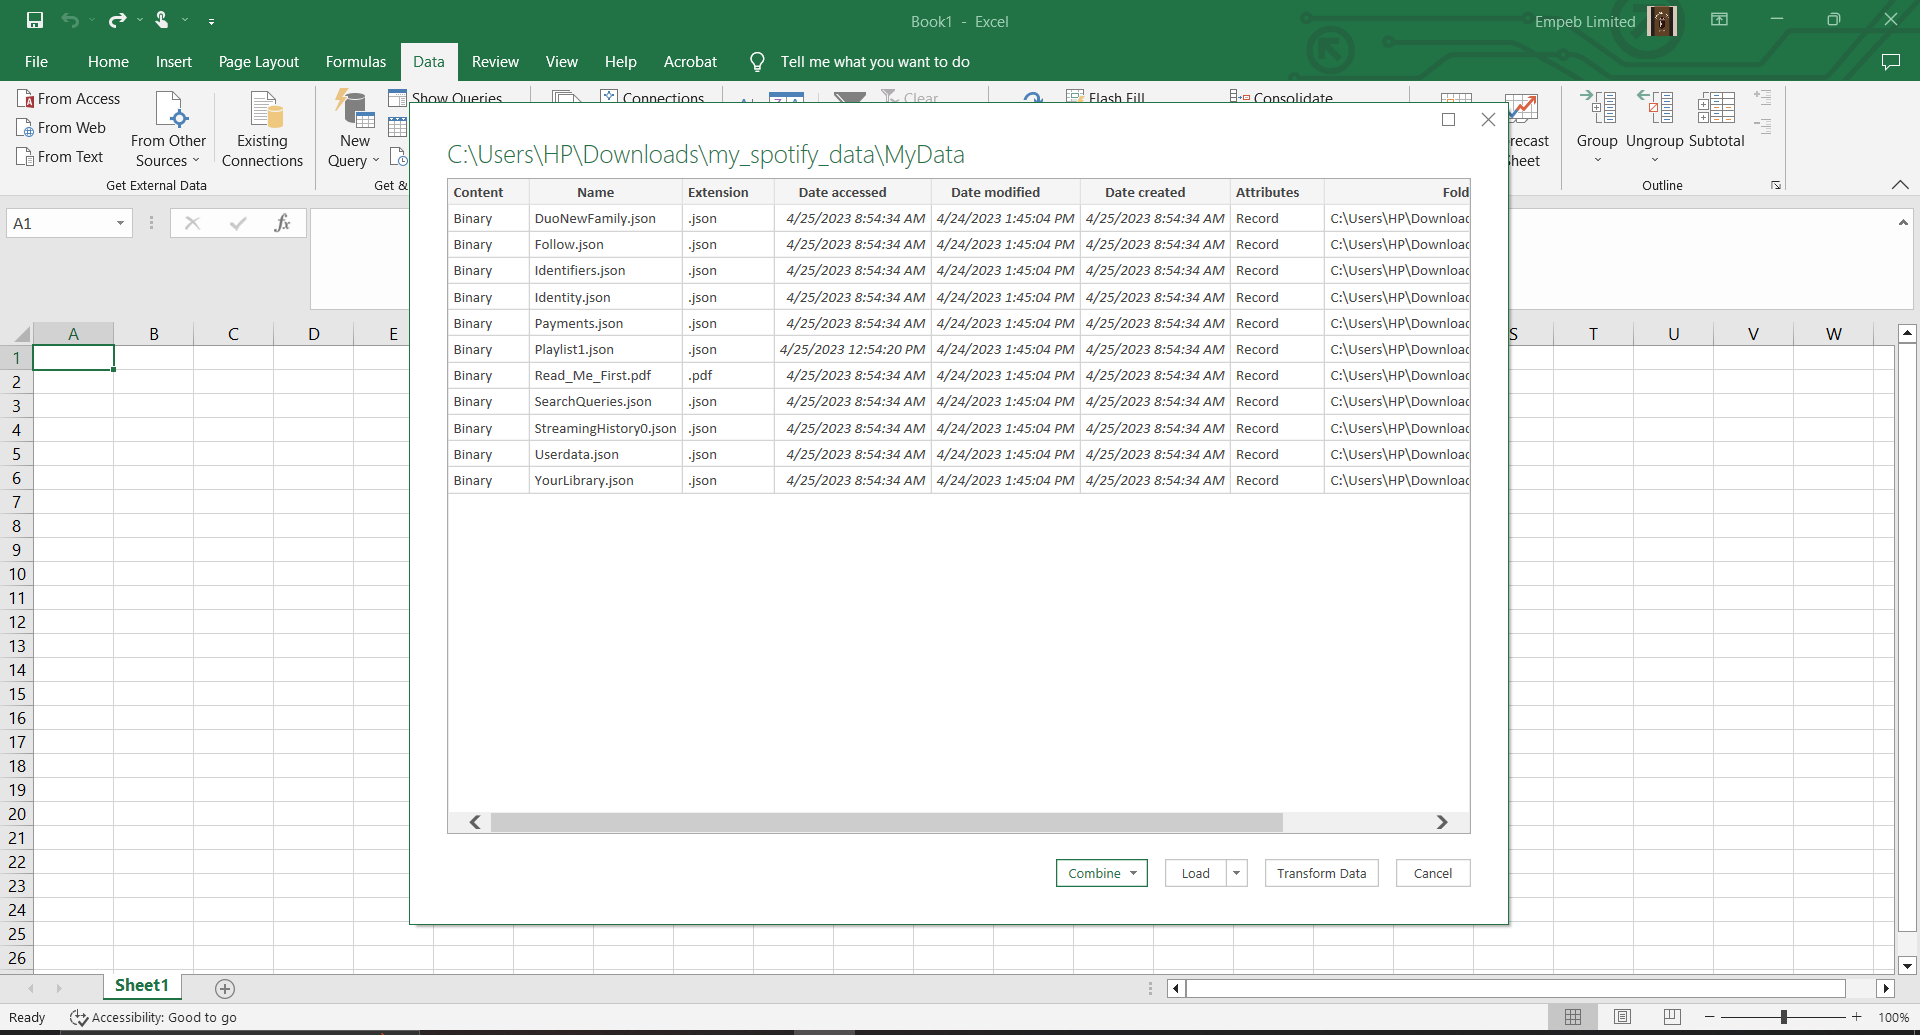 Book1 - Excel
Empeb Limited
File Home Insert Page Layout Formulas Data Review View Help Acrobat Tell me what you want to do
From Access
From Web
From Text
From Other
Sources
Existing
Connections
Get External Data
New
Query
Show Queries
Get &
Connections
Clear
Flash Fill
Consolidate
recast
heet
Group
Ungroup
Subtotal
Outline
A1
fx
C:\Users\HP\Downloads\my_spotify_data\MyData
Content Name Extension Date accessed Date modified Date created Attributes Fold
Binary DuoNewFamily.json .json 4/25/2023 8:54:34 AM 4/24/2023 1:45:04 PM 4/25/2023 8:54:34 AM Record C:\Users\HP\Downloac
Binary Follow.json .json 4/25/2023 8:54:34 AM 4/24/2023 1:45:04 PM 4/25/2023 8:54:34 AM Record C:\Users\HP\Downloac
Binary Identifiers.json .json 4/25/2023 8:54:34 AM 4/24/2023 1:45:04 PM 4/25/2023 8:54:34 AM Record C:\Users\HP\Downloac
Binary Identity.json .json 4/25/2023 8:54:34 AM 4/24/2023 1:45:04 PM 4/25/2023 8:54:34 AM Record C:\Users\HP\Downloac
Binary Payments.json .json 4/25/2023 8:54:34 AM 4/24/2023 1:45:04 PM 4/25/2023 8:54:34 AM Record C:\Users\HP\Downloac
Binary Playlist1.json .json 4/25/2023 12:54:20 PM 4/24/2023 1:45:04 PM 4/25/2023 8:54:34 AM Record C:\Users\HP\Downloac
Binary Read_Me_First.pdf .pdf 4/25/2023 8:54:34 AM 4/24/2023 1:45:04 PM 4/25/2023 8:54:34 AM Record C:\Users\HP\Downloac
Binary SearchQueries.json .json 4/25/2023 8:54:34 AM 4/24/2023 1:45:04 PM 4/25/2023 8:54:34 AM Record C:\Users\HP\Downloac
Binary StreamingHistory0.json .json 4/25/2023 8:54:34 AM 4/24/2023 1:45:04 PM 4/25/2023 8:54:34 AM Record C:\Users\HP\Downloac
Binary Userdata.json .json 4/25/2023 8:54:34 AM 4/24/2023 1:45:04 PM 4/25/2023 8:54:34 AM Record C:\Users\HP\Downloac
Binary YourLibrary.json .json 4/25/2023 8:54:34 AM 4/24/2023 1:45:04 PM 4/25/2023 8:54:34 AM Record C:\Users\HP\Downloac
Combine Load Transform Data Cancel
A B C D E S T U V W
1
2
3
4
5
6
7
8
9
10
11
12
13
14
15
16
17
18
19
20
21
22
23
24
25
26
Sheet1
Ready Accessibility: Good to go 100%